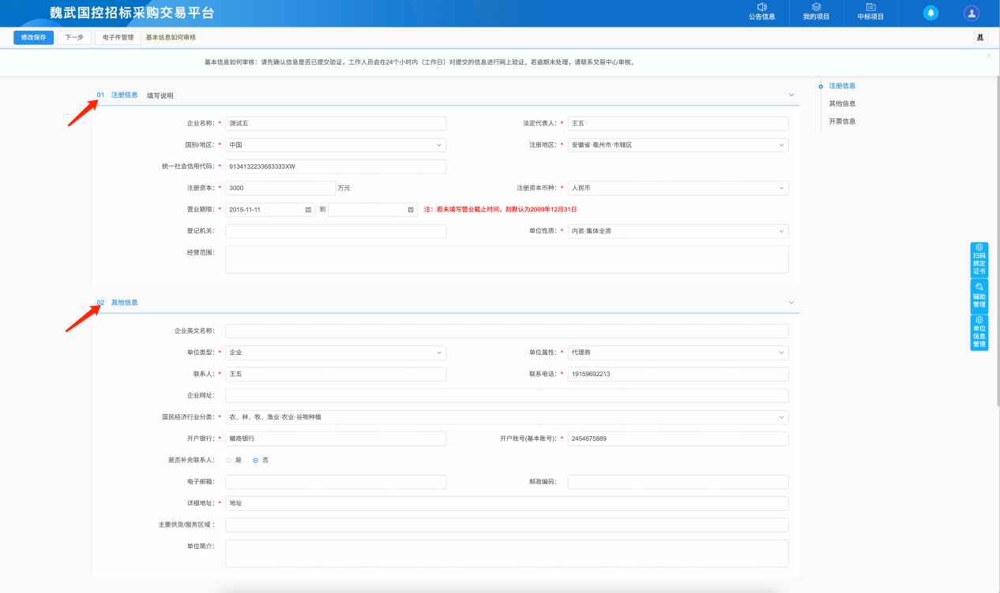 魏武国控招标采购交易平台
公告信息 我的项目 中标项目
修改保存 下一步 电子件管理 基本信息如何审核
基本信息如何审核：请先确认信息是否已提交验证，工作人员会在24个小时内（工作日）对提交的信息进行网上验证。若逾期未处理，请联系交易中心审核。
01 注册信息 填写说明
企业名称：* 测试五 法定代表人：* 王五
国别/地区：* 中国 注册地区：* 安徽省·亳州市·市辖区
统一社会信用代码：* 9134132233683333XW
注册资本：* 3000 万元 注册资本币种：* 人民币
营业期限：* 2015-11-11 到 注：若未填写营业截止时间，则默认为2099年12月31日
登记机关： 单位性质：* 内资·集体全资
经营范围：
02 其他信息
企业英文名称：
单位类型：* 企业 单位属性：* 代理商
联系人：* 王五 联系电话：* 19159692213
企业网址：
国民经济行业分类：* 农、林、牧、渔业·农业·谷物种植
开户银行：* 徽商银行 开户账号(基本账号)：* 2454675889
是否补充联系人： 是 否
电子邮箱： 邮政编码：
详细地址：* 地址
主要供货/服务区域：
单位简介：
注册信息
其他信息
开票信息
扫码
绑定
证书
辅助
管理
单位
信息
管理